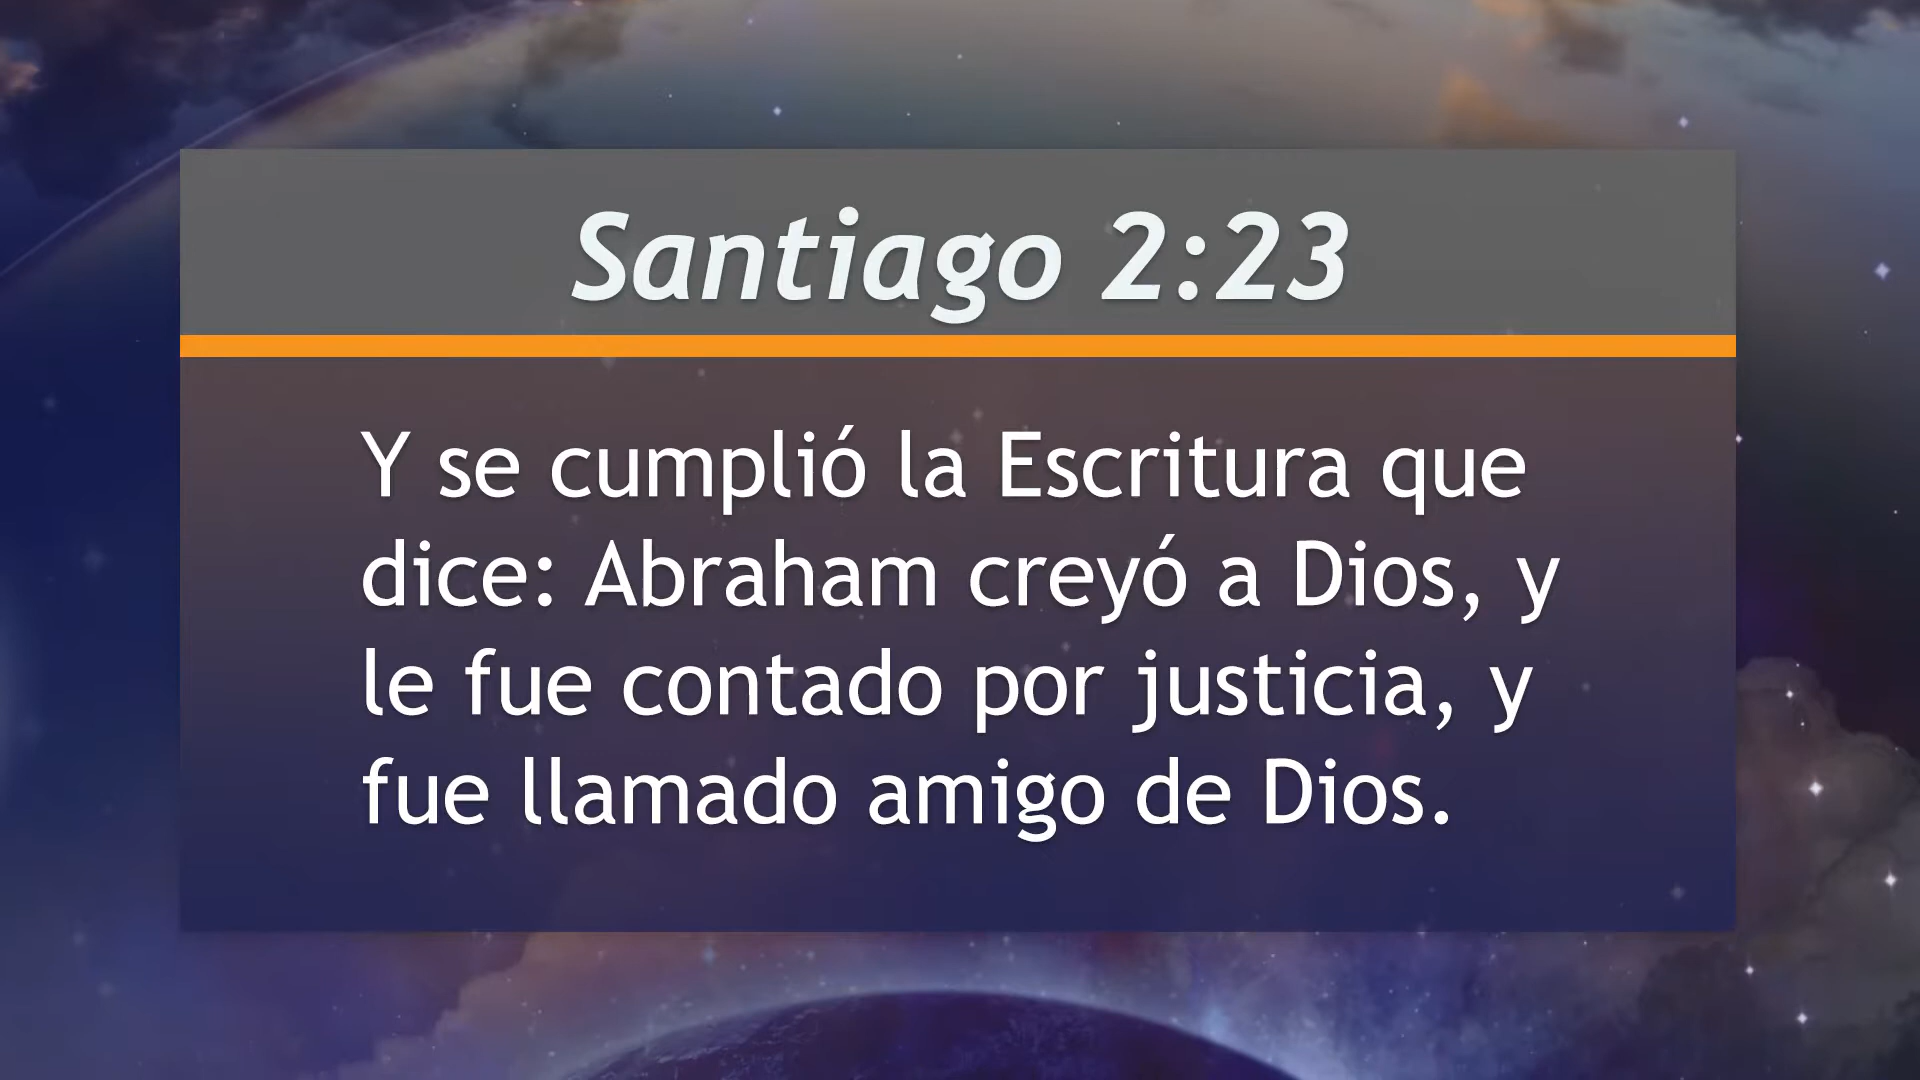 Santiago 2:23
Y se cumplió la Escritura que
dice: Abraham creyó a Dios, y
le fue contado por justicia, y
fue llamado amigo de Dios.